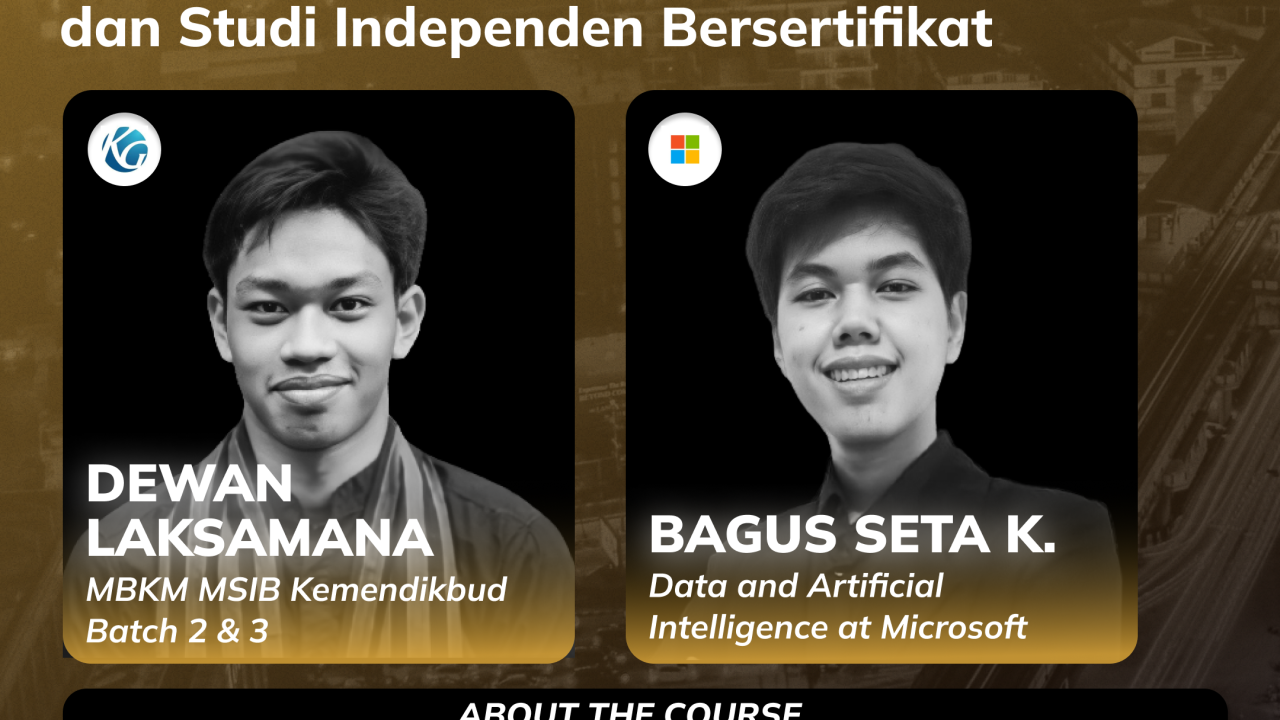 dan Studi Independen Bersertifikat
KG
DEWAN
LAKSAMANA
MBKM MSIB Kemendikbud
Batch 2 & 3
BAGUS SETA K.
Data and Artificial
Intelligence at Microsoft
ABOUT THE COURSE